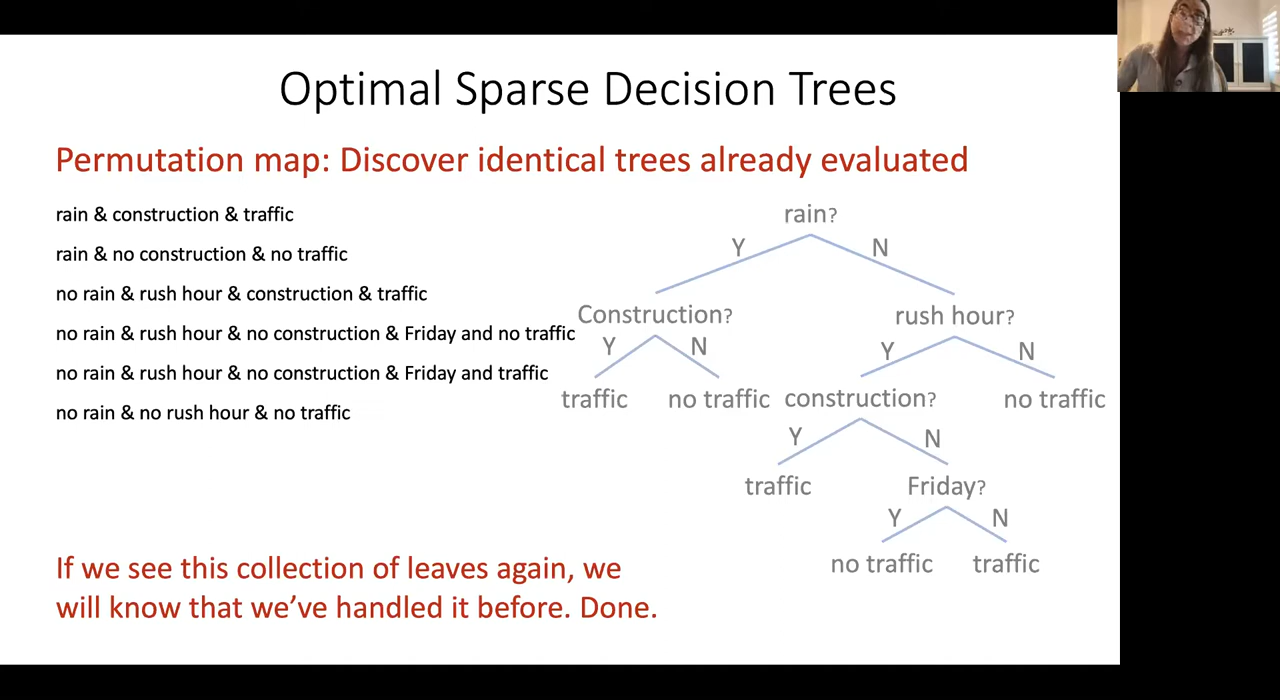 Optimal Sparse Decision Trees
Permutation map: Discover identical trees already evaluated
rain & construction & traffic
rain & no construction & no traffic
no rain & rush hour & construction & traffic
no rain & rush hour & no construction & Friday and no traffic
no rain & rush hour & no construction & Friday and traffic
no rain & no rush hour & no traffic
If we see this collection of leaves again, we
will know that we've handled it before. Done.
rain?
Y N
Construction? rush hour?
Y N Y N
traffic no traffic construction? no traffic
Y N
traffic Friday?
Y N
no traffic traffic